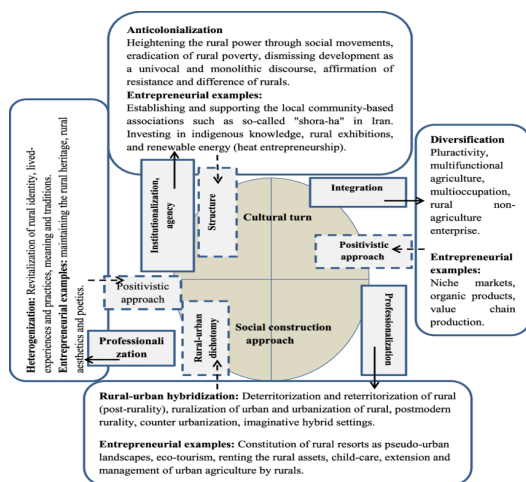 Anticolonialization
Heightening the rural power through social movements,
eradication of rural poverty, dismissing development as
a univocal and monolithic discourse, affirmation of
resistance and difference of rurals.
Entrepreneurial examples:
Establishing and supporting the local community-based
associations such as so-called "shora-ha" in Iran.
Investing in indigenous knowledge, rural exhibitions,
and renewable energy (heat entrepreneurship).
Heterogonization: Revitalization of rural identity, lived-
experiences and practices, meaning and traditions.
Entrepreneurial examples: maintaining the rural heritage, rural
aesthetics and poetics.
Institutionalization,
agency
Structure
Cultural turn
Integration
Diversification
Pluractivity,
multifunctional
agriculture,
multioccupation,
rural non-
agriculture
enterprise.
Entrepreneurial
examples:
Niche markets,
organic products,
value chain
production.
Positivistic
approach
Positivistic
approach
Professionali
zation
Rural-urban
dichotomy
Social construction
approach
Professionalization
Rural-urban hybridization: Deterritorization and reterritorization of rural
(post-rurality), ruralization of urban and urbanization of rural, postmodern
rurality, counter urbanization, imaginative hybrid settings.
Entrepreneurial examples: Constitution of rural resorts as pseudo-urban
landscapes, eco-tourism, renting the rural assets, child-care, extension and
management of urban agriculture by rurals.